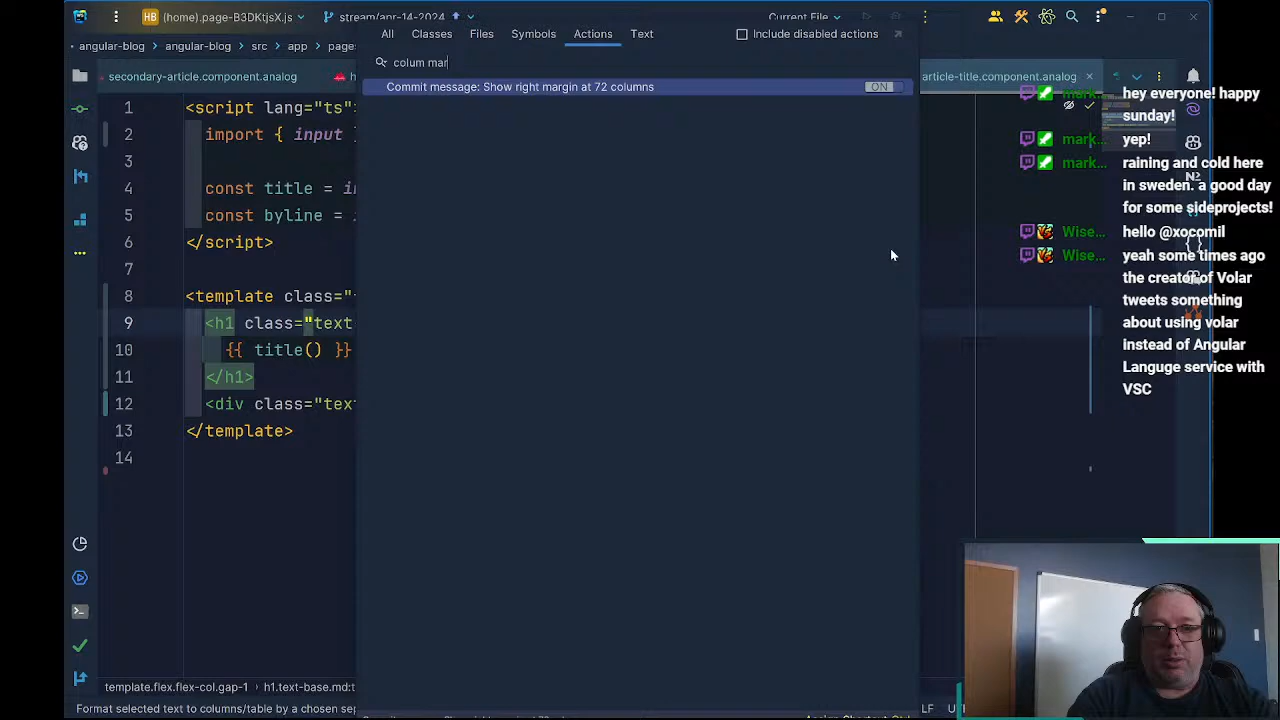 HB (home).page-B3DKtjsX.js
stream/apr-14-2024
Current File
angular-blog > angular-blog > src > app > page
secondary-article.component.analog
article-title.component.analog
All Classes Files Symbols Actions Text
Include disabled actions
colum mar
Commit message: Show right margin at 72 columns ON
1 <script lang="ts"
2 import { input }
3
4 const title =
5 const byline =
6 </script>
7
8 <template class="
9 <h1 class="text
10 {{ title() }}
11 </h1>
12 <div class="tex
13 </template>
14
template.flex.flex-col.gap-1 > h1.text-base.md:t
Format selected text to columns/table by a chosen sep
LF
mark... hey everyone! happy
sunday!
mark... yep!
mark... raining and cold here
in sweden. a good day
for some sideprojects!
Wise... hello @xocomil
Wise... yeah some times ago
the creator of Volar
tweets something
about using volar
instead of Angular
Languge service with
VSC